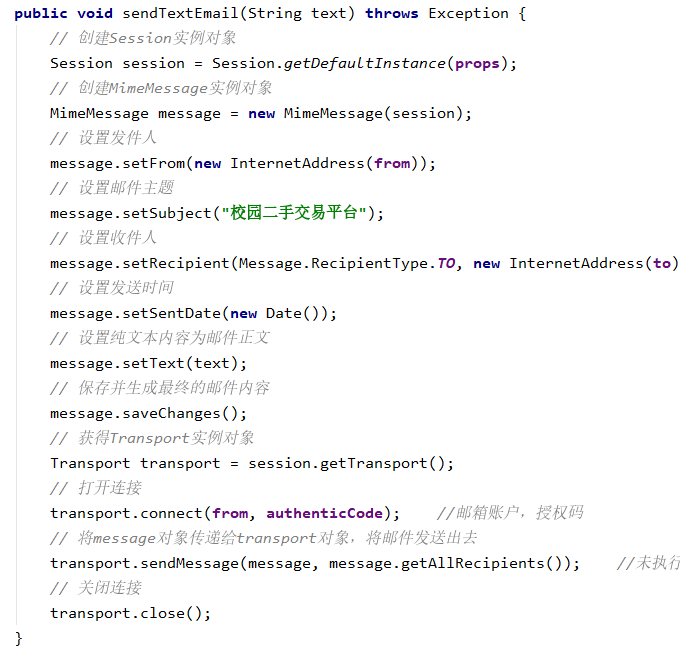 public void sendTextEmail(String text) throws Exception {
// 创建Session实例对象
Session session = Session.getDefaultInstance(props);
// 创建MimeMessage实例对象
MimeMessage message = new MimeMessage(session);
// 设置发件人
message.setFrom(new InternetAddress(from));
// 设置邮件主题
message.setSubject("校园二手交易平台");
// 设置收件人
message.setRecipient(Message.RecipientType.TO, new InternetAddress(to)
// 设置发送时间
message.setSentDate(new Date());
// 设置纯文本内容为邮件正文
message.setText(text);
// 保存并生成最终的邮件内容
message.saveChanges();
// 获得Transport实例对象
Transport transport = session.getTransport();
// 打开连接
transport.connect(from, authenticCode); //邮箱账户，授权码
// 将message对象传递给transport对象，将邮件发送出去
transport.sendMessage(message, message.getAllRecipients()); //未执行
// 关闭连接
transport.close();
}